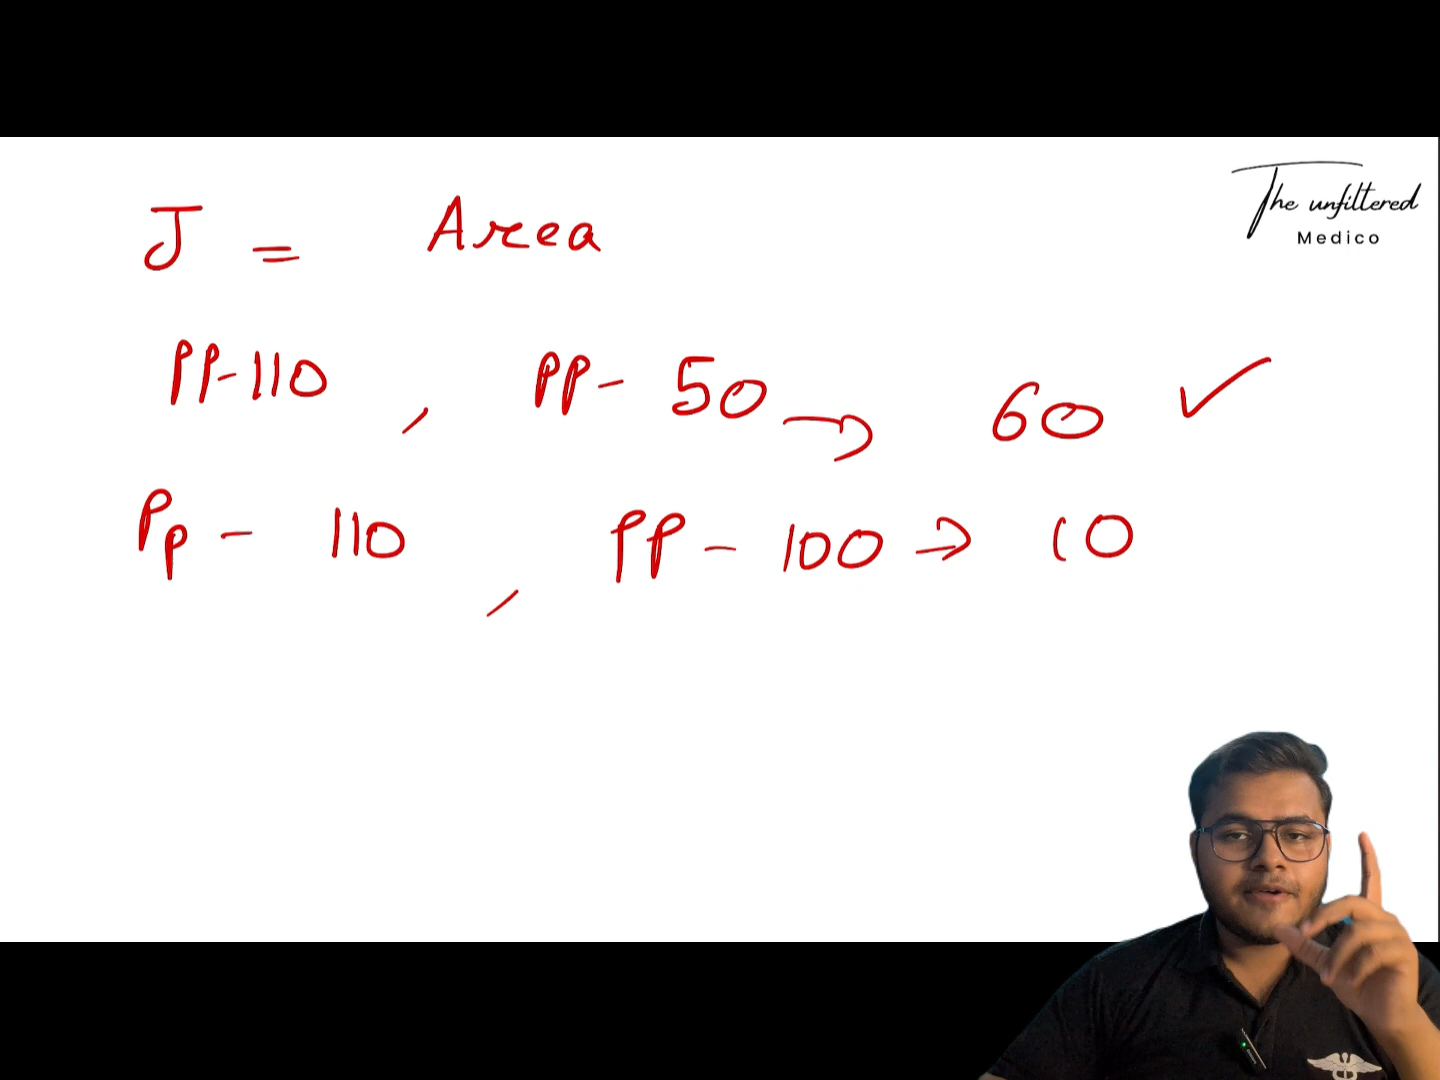 J = Area
The unfiltered
Medico
PP-110 , PP- 50 → 60 ✓
Pp - 110 , PP - 100 → 10